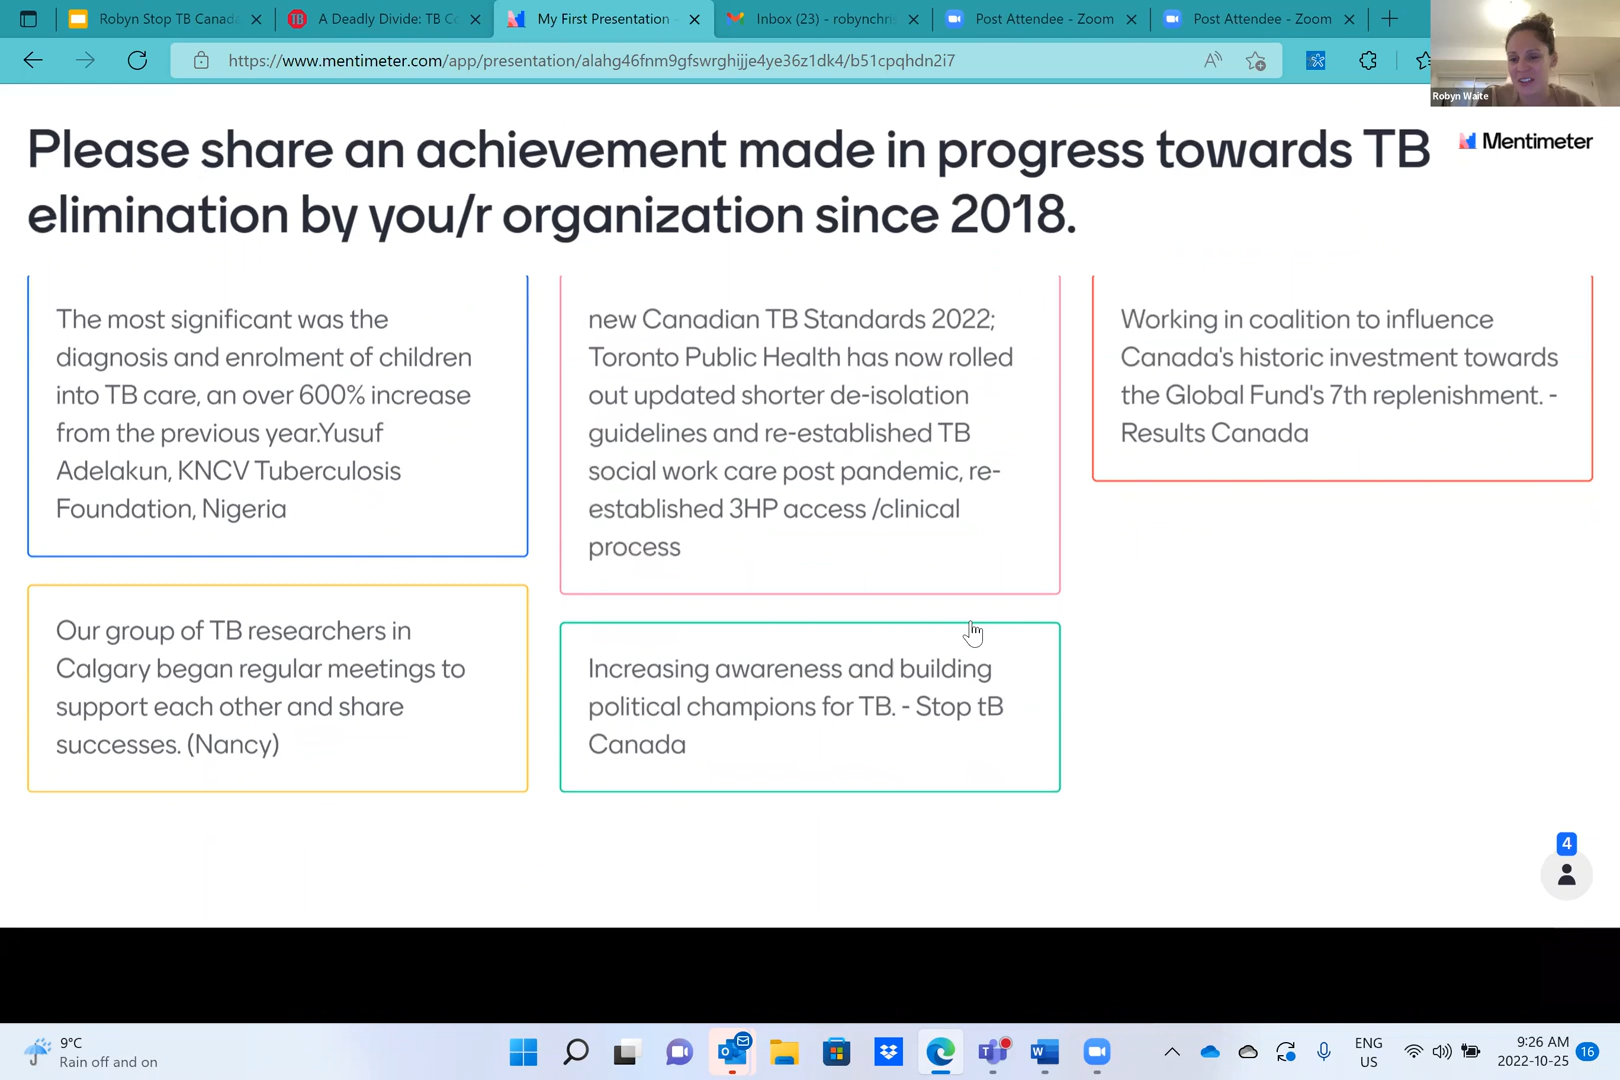 Robyn Stop TB Canad
A Deadly Divide: TB C
My First Presentation
Inbox (23) - robynchri
Post Attendee - Zoom
Post Attendee - Zoom
https://www.mentimeter.com/app/presentation/alahg46fnm9gfswrghijje4ye36z1dk4/b51cpqhdn2i7
Robyn Waite
Please share an achievement made in progress towards TB
elimination by you/r organization since 2018.
Mentimeter
The most significant was the
diagnosis and enrolment of children
into TB care, an over 600% increase
from the previous year.Yusuf
Adelakun, KNCV Tuberculosis
Foundation, Nigeria
Our group of TB researchers in
Calgary began regular meetings to
support each other and share
successes. (Nancy)
new Canadian TB Standards 2022;
Toronto Public Health has now rolled
out updated shorter de-isolation
guidelines and re-established TB
social work care post pandemic, re-
established 3HP access /clinical
process
Increasing awareness and building
political champions for TB. - Stop tB
Canada
Working in coalition to influence
Canada's historic investment towards
the Global Fund's 7th replenishment. -
Results Canada
4
9°C
Rain off and on
ENG
US
9:26 AM
2022-10-25
16